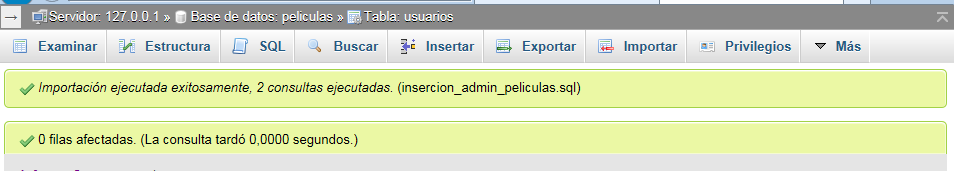 Servidor: 127.0.0.1 » Base de datos: peliculas » Tabla: usuarios
Examinar Estructura SQL Buscar Insertar Exportar Importar Privilegios Más
Importación ejecutada exitosamente, 2 consultas ejecutadas. (insercion_admin_peliculas.sql)
0 filas afectadas. (La consulta tardó 0,0000 segundos.)